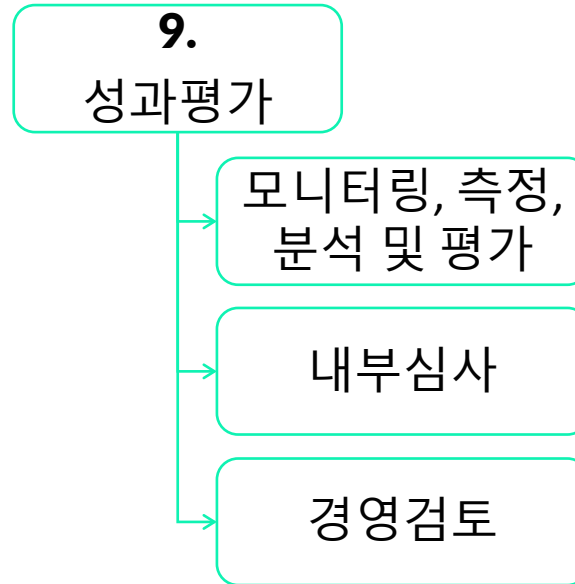 9.
성과평가
모니터링, 측정,
분석 및 평가
내부심사
경영검토